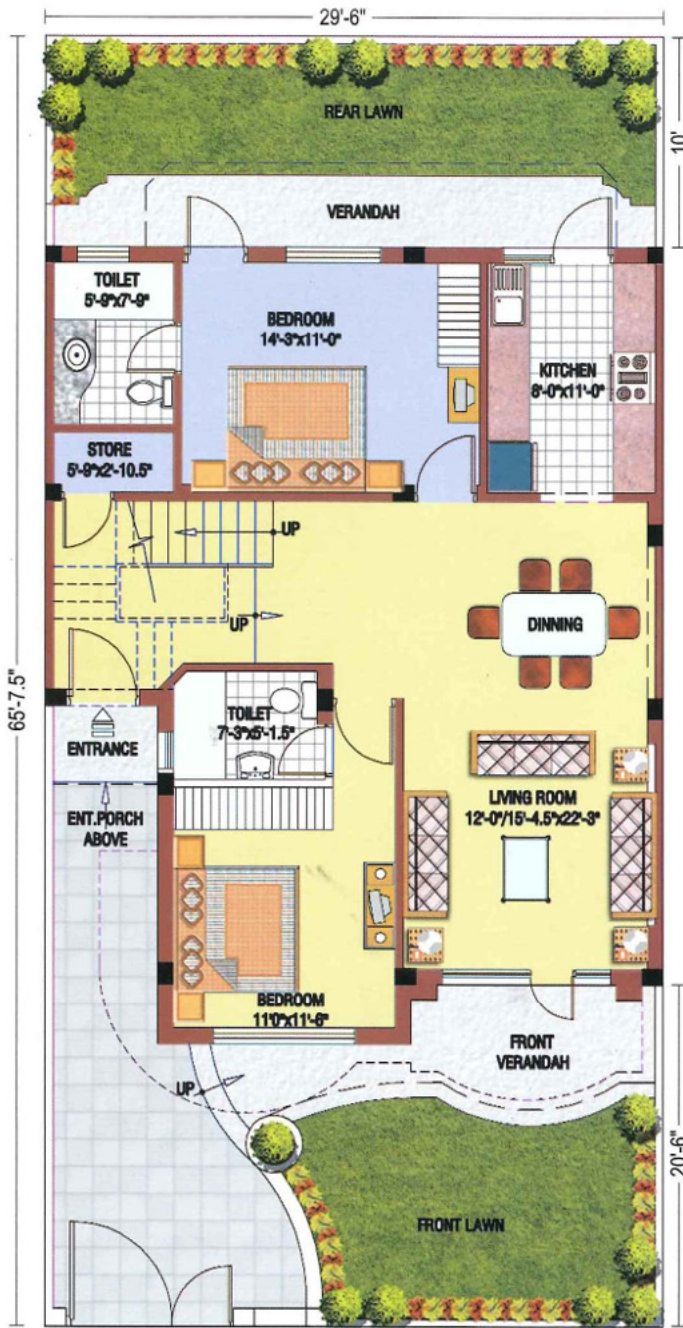 29'-6"
REAR LAWN
10'
VERANDAH
TOILET
5'-9"x7'-9"
BEDROOM
14'-3"x11'-0"
KITCHEN
8'-0"x11'-0"
STORE
5'-9"x2'-10.5"
UP
UP
DINNING
65'-7.5"
TOILET
7'-3"x5'-1.5"
ENTRANCE
LIVING ROOM
12'-0"/15'-4.5"x22'-3"
ENT.PORCH
ABOVE
BEDROOM
11'0"x11'-6"
FRONT
VERANDAH
UP
20'-6"
FRONT LAWN